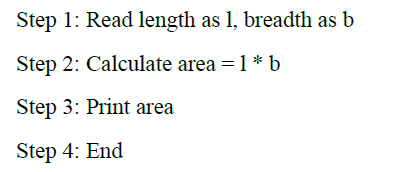 Step 1: Read length as l, breadth as b
Step 2: Calculate area = l * b
Step 3: Print area
Step 4: End